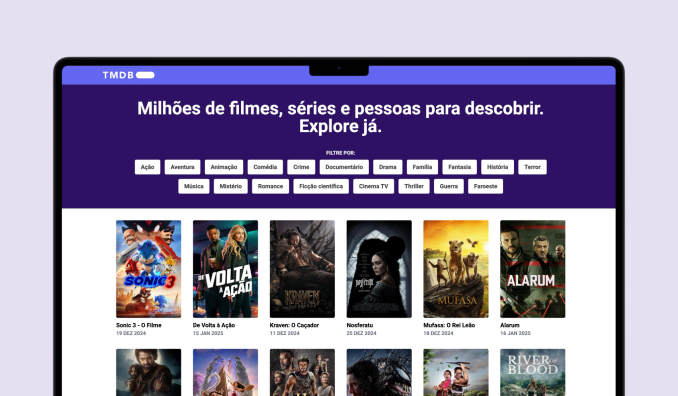 TMDB
Milhões de filmes, séries e pessoas para descobrir.
Explore já.
FILTRE POR:
Ação Aventura Animação Comédia Crime Documentário Drama Família Fantasia História Terror
Música Mistério Romance Ficção científica Cinema TV Thriller Guerra Faroeste
SONIC 3
DE VOLTA À AÇÃO
KRAVEN
NOSFERATU
MUFASA
ALARUM
Sonic 3 - O Filme De Volta à Ação Kraven: O Caçador Nosferatu Mufasa: O Rei Leão Alarum
19 DEZ 2024 15 JAN 2025 11 DEZ 2024 25 DEZ 2024 18 DEZ 2024 16 JAN 2025
RIVER OF
BLOOD